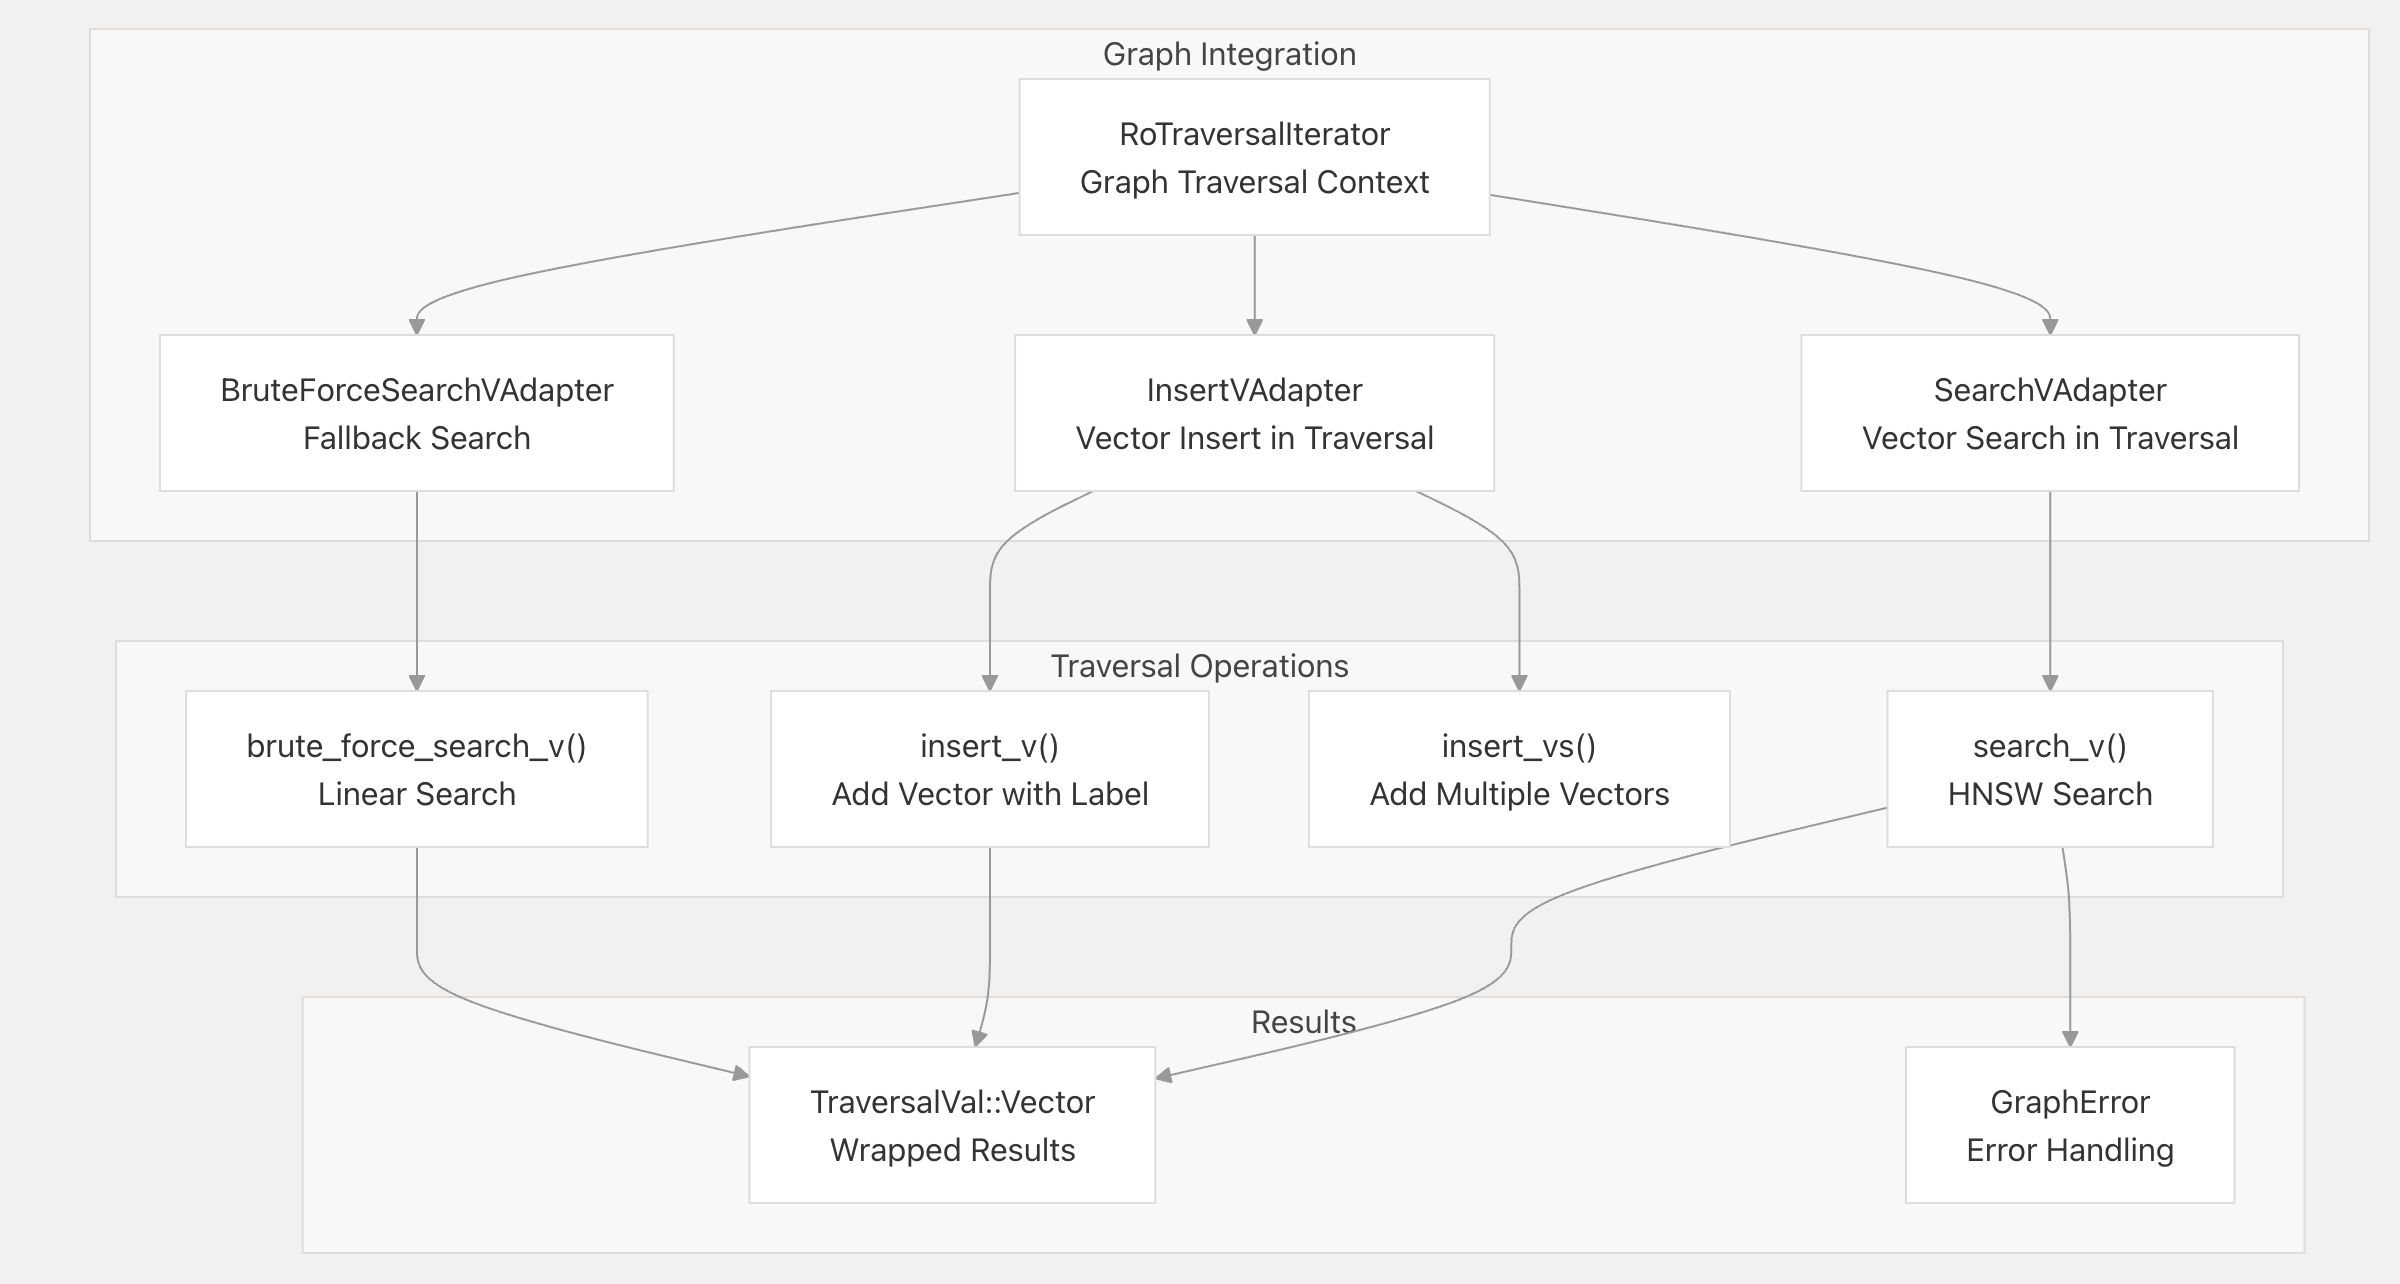 Graph Integration
RoTraversalIterator
Graph Traversal Context
BruteForceSearchVAdapter
Fallback Search
InsertVAdapter
Vector Insert in Traversal
SearchVAdapter
Vector Search in Traversal
Traversal Operations
brute_force_search_v()
Linear Search
insert_v()
Add Vector with Label
insert_vs()
Add Multiple Vectors
search_v()
HNSW Search
Results
TraversalVal::Vector
Wrapped Results
GraphError
Error Handling